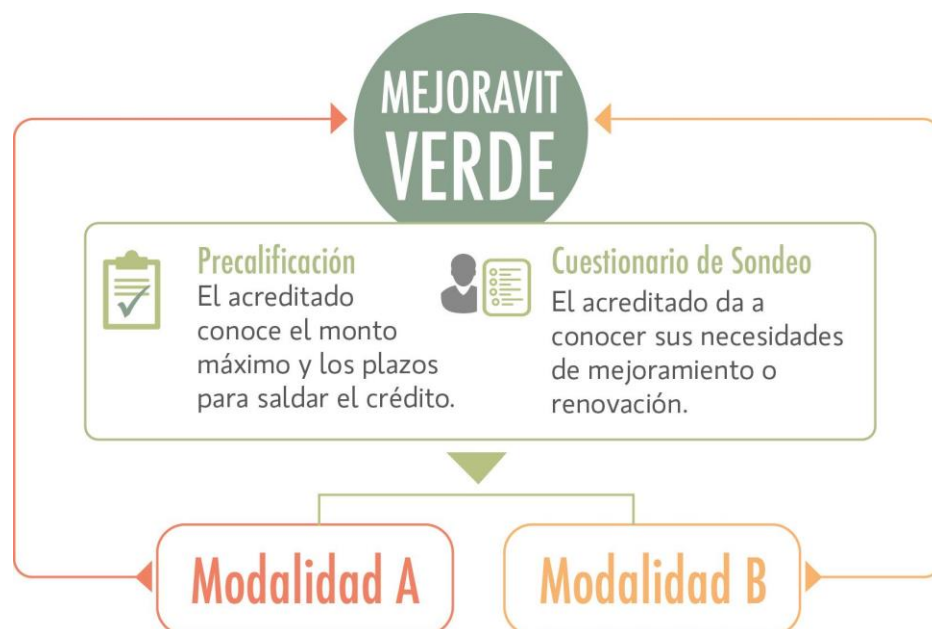 MEJORAVIT
VERDE
Precalificación
El acreditado
conoce el monto
máximo y los plazos
para saldar el crédito.
Cuestionario de Sondeo
El acreditado da a
conocer sus necesidades
de mejoramiento o
renovación.
Modalidad A
Modalidad B